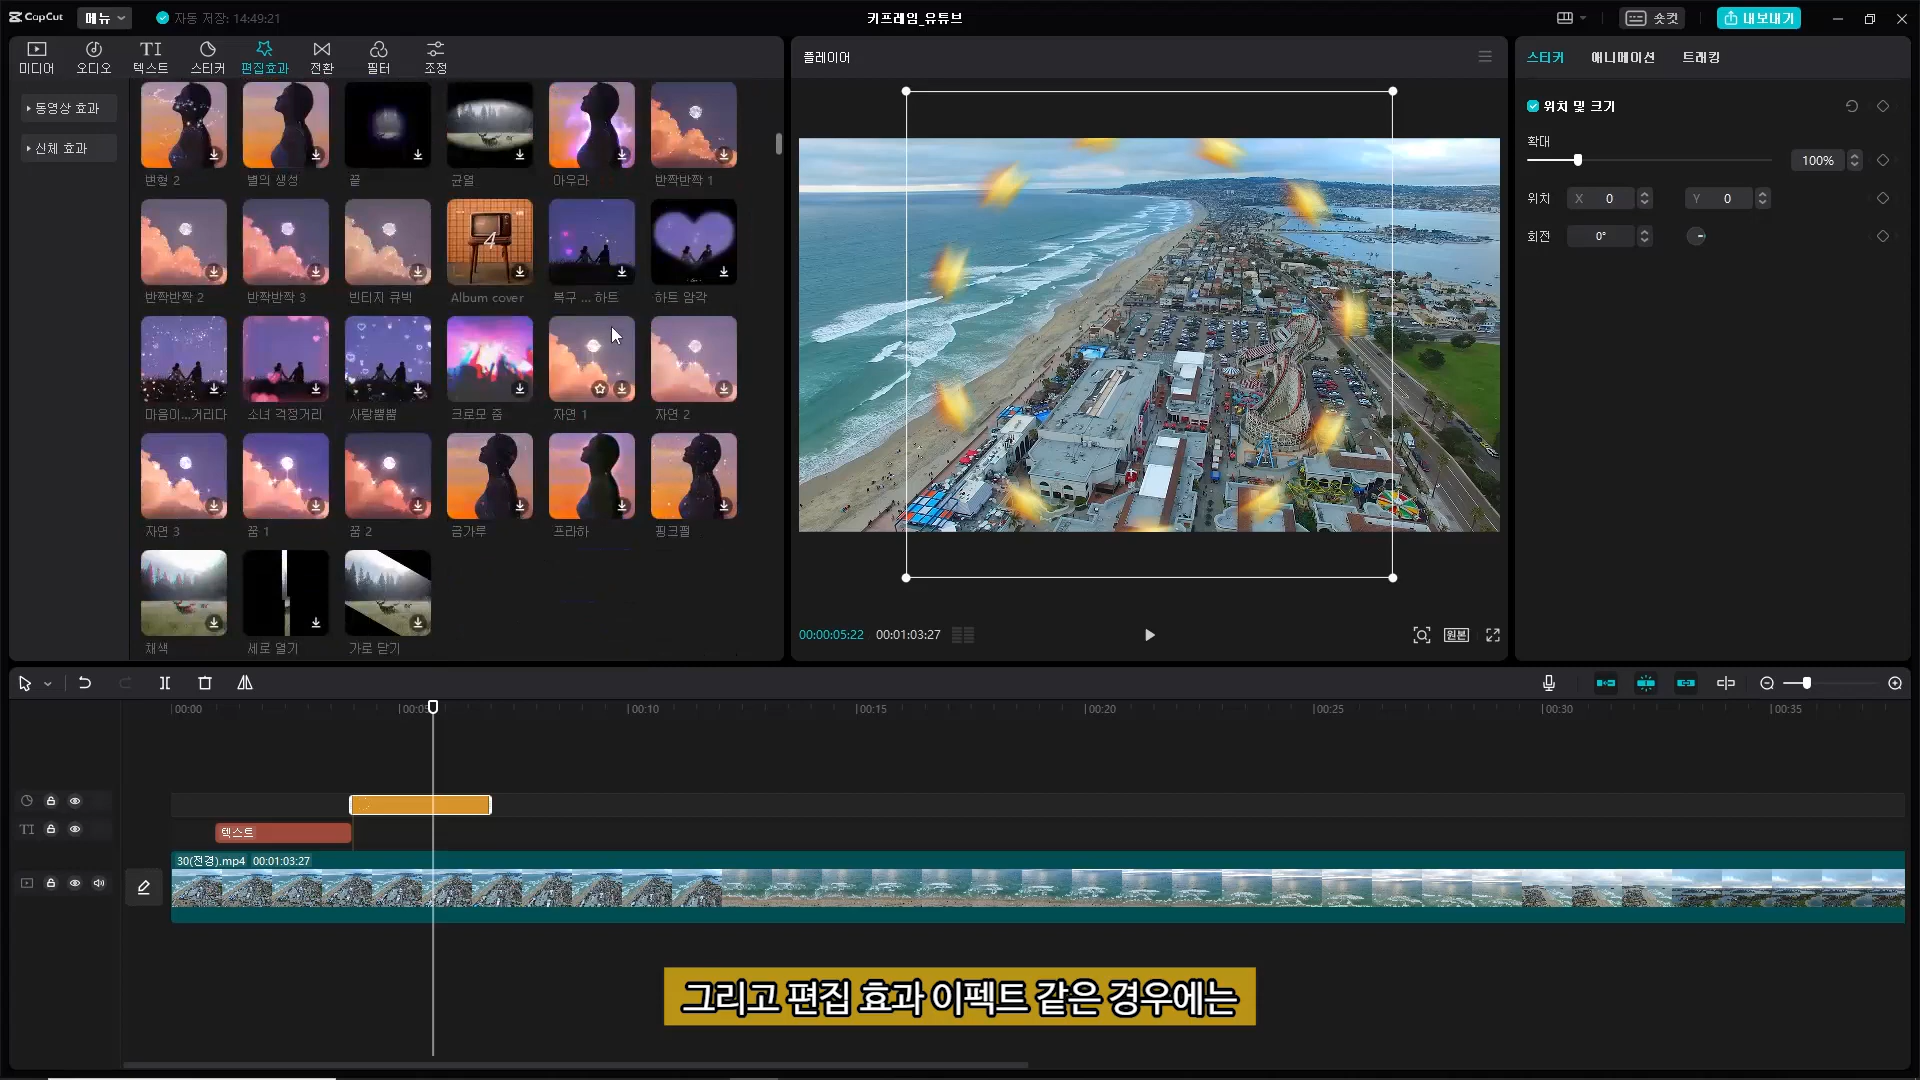 CapCut 메뉴 자동 저장: 14:49:21 키프레임_유튜브 숏컷 내보내기
미디어 오디오 텍스트 스티커 편집효과 전환 필터 조정
동영상 효과
신체 효과
변형 2 별의 생성 끝 균열 아우라 반짝반짝 1
반짝반짝 2 반짝반짝 3 빈티지 큐빅 Album cover 복구 ... 하트 하트 암각
마음이...거리다 소녀 걱정거리 사랑뿜뿜 크로모 줌 자연 1 자연 2
자연 3 꿈 1 꿈 2 금가루 프라하 핑크펄
채색 세로 열기 가로 닫기
플레이어
00:00:05:22 00:01:03:27 원본
스티커 애니메이션 트래킹
위치 및 크기
확대
100%
위치 X 0 Y 0
회전 0°
00:00 00:05 00:10 00:15 00:20 00:25 00:30 00:35
TI 텍스트
30(전경).mp4 00:01:03:27
그리고 편집 효과 이펙트 같은 경우에는